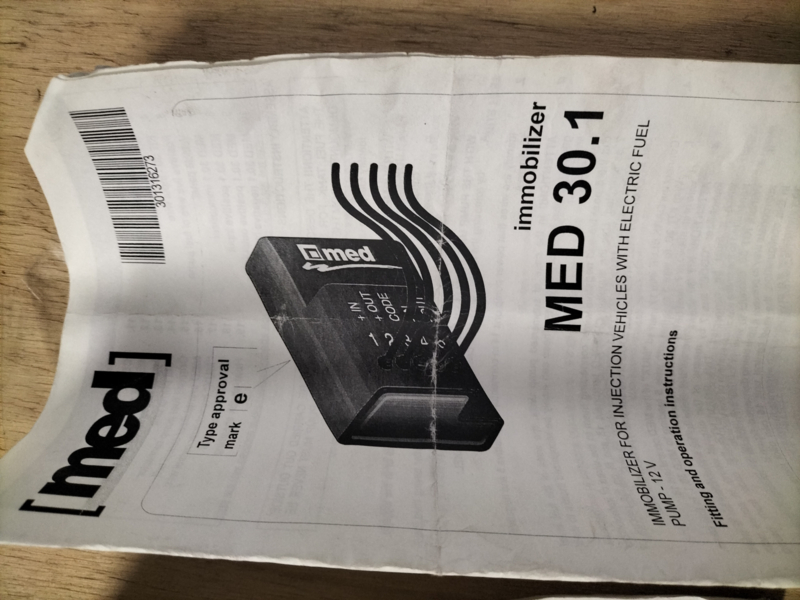 [med]
301316273
Type approval
mark e
med
+ IN
+ OUT
CODE
1
2
immobilizer
MED 30.1
IMMOBILIZER FOR INJECTION VEHICLES WITH ELECTRIC FUEL
PUMP - 12 V
Fitting and operation instructions